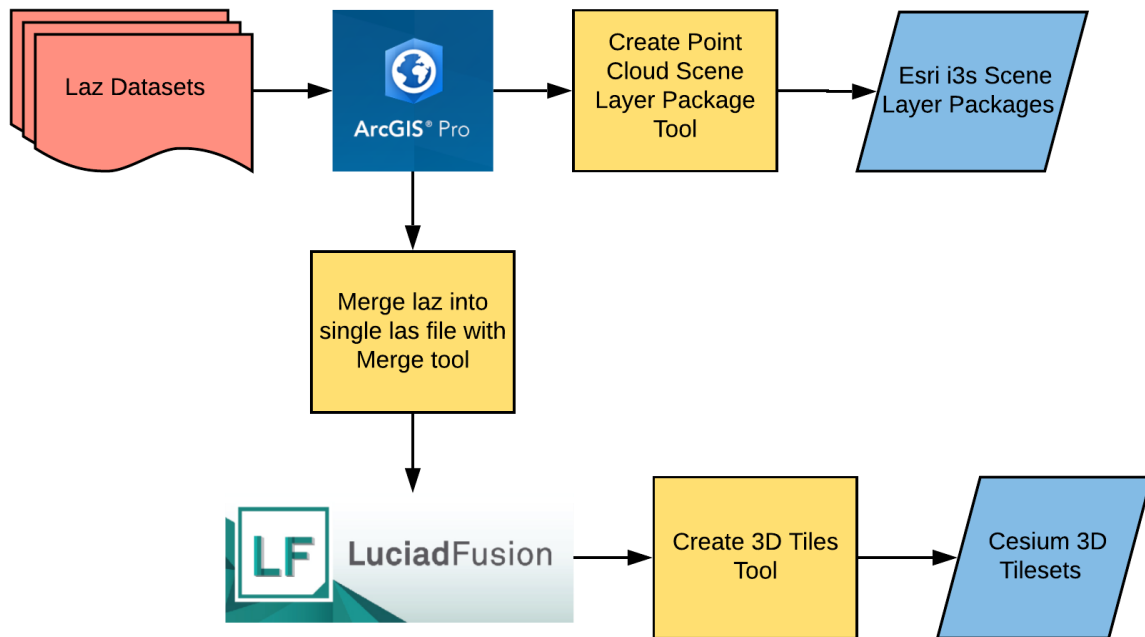 Laz Datasets
ArcGIS® Pro
Create Point
Cloud Scene
Layer Package
Tool
Esri i3s Scene
Layer Packages
Merge laz into
single las file with
Merge tool
LF
LuciadFusion
Create 3D Tiles
Tool
Cesium 3D
Tilesets